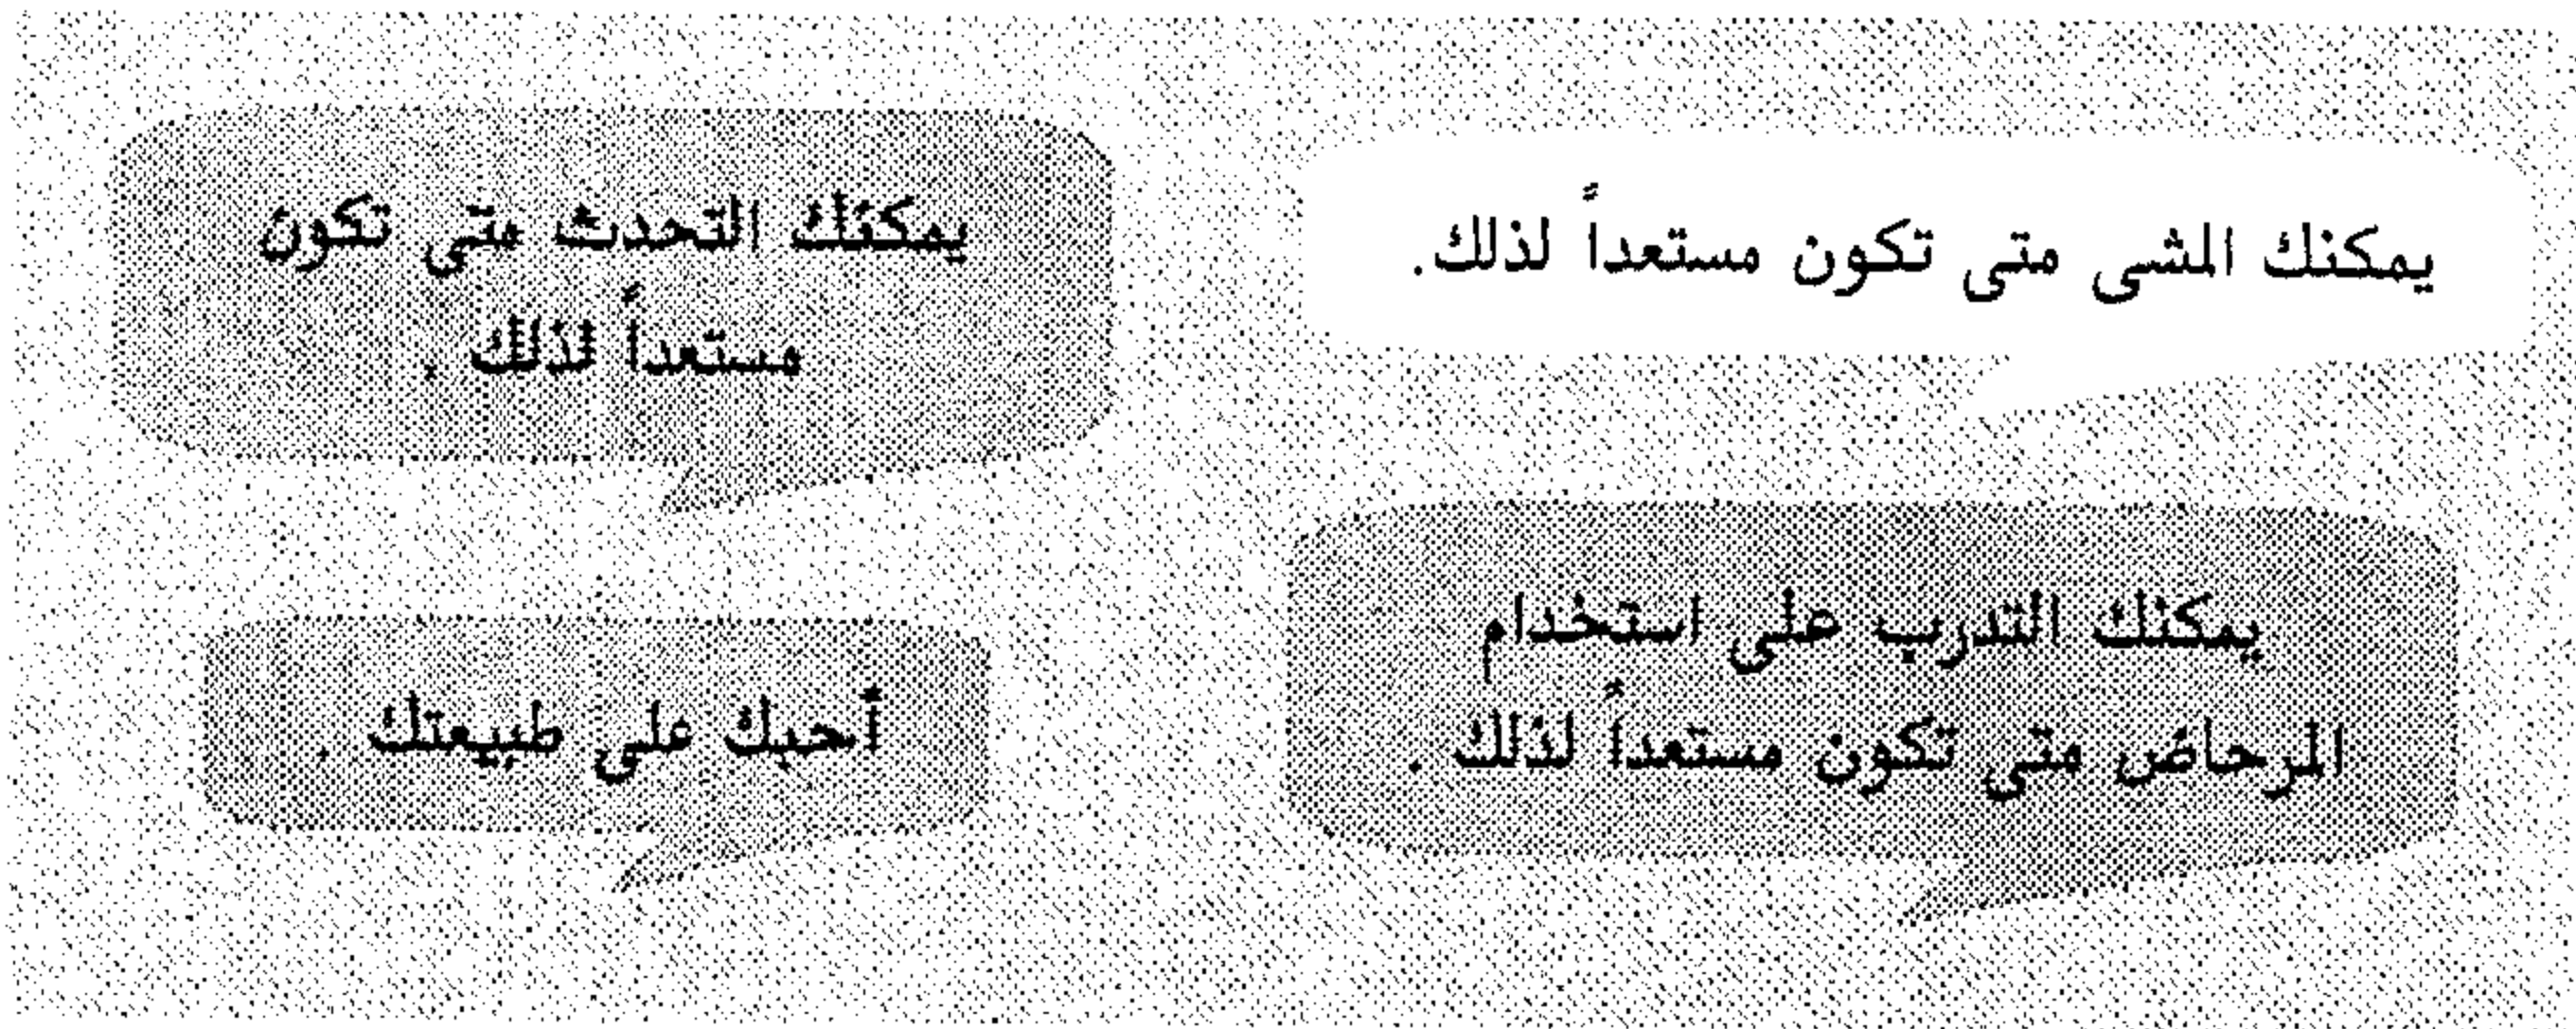 يمكنك المشى متى تكون مستعداً لذلك.
يمكنك التحدث متى تكون
مستعداً لذلك .
يمكنك التدرب على استخدام
المرحاض متى تكون مستعداً لذلك .
أحبك على طبيعتك .